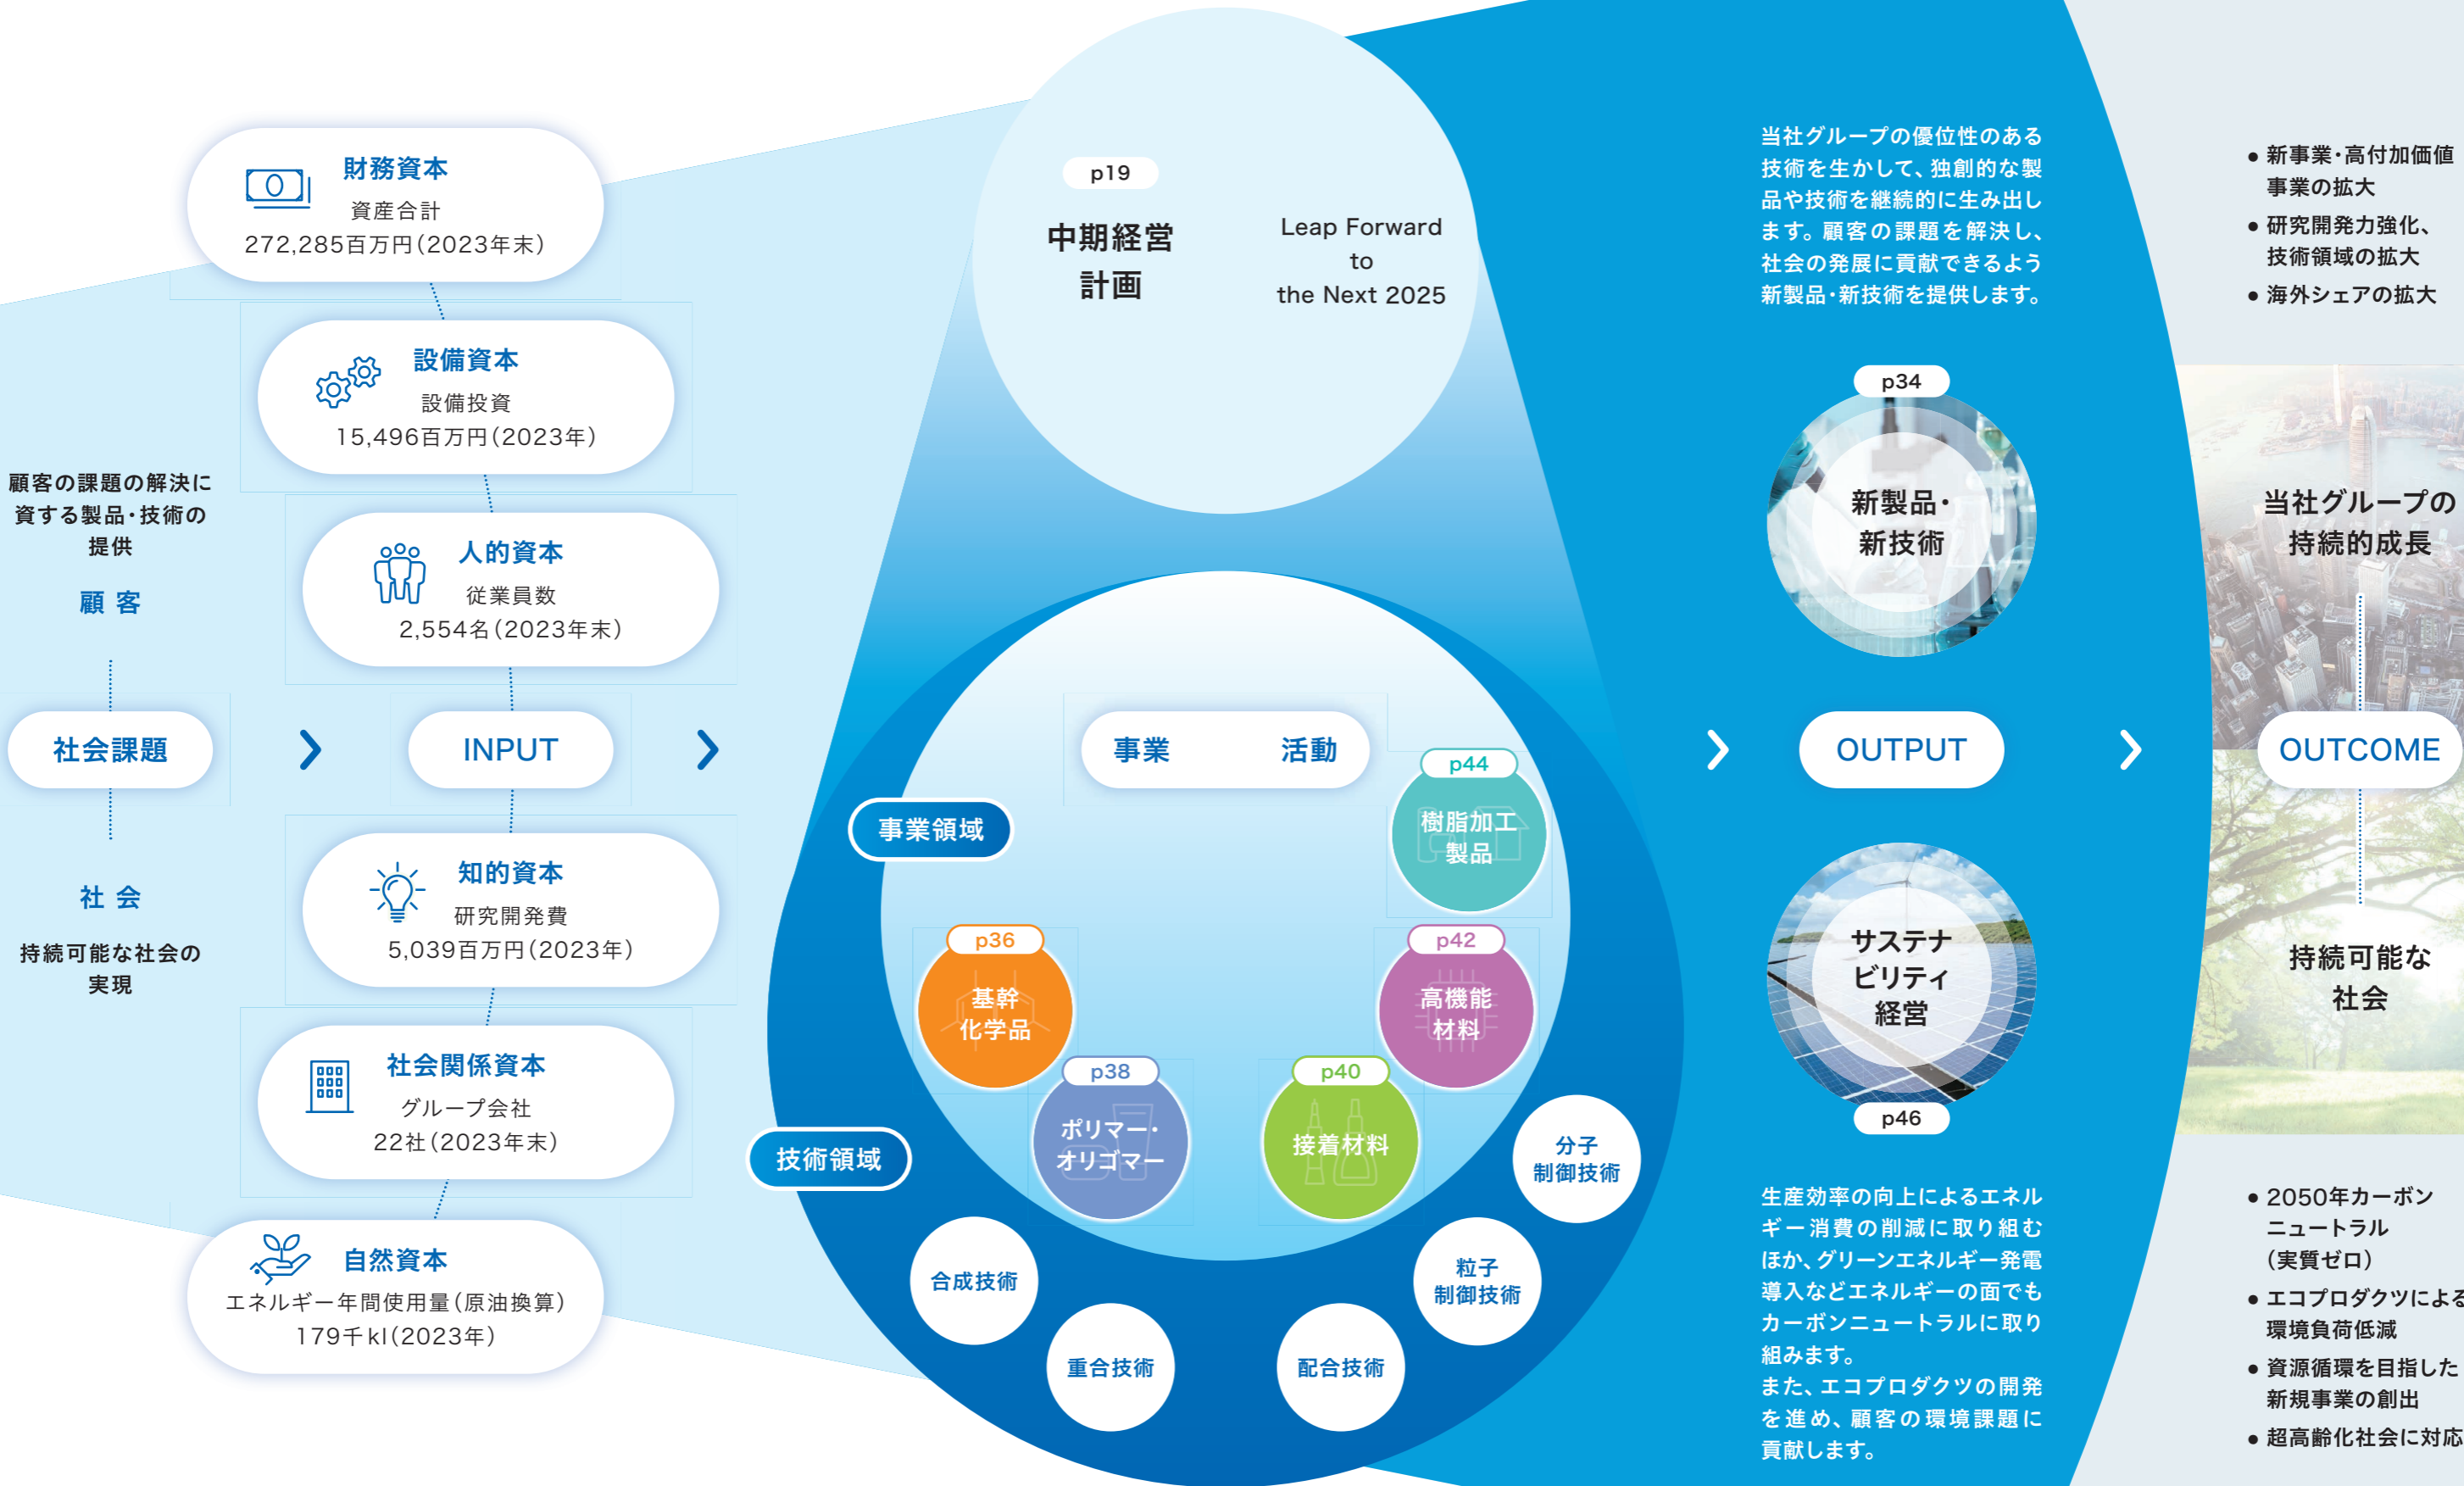 顧客の課題の解決に
資する製品・技術の
提供
顧 客
社会課題
社 会
持続可能な社会の
実現
財務資本
資産合計
272,285百万円（2023年末）
設備資本
設備投資
15,496百万円（2023年）
人的資本
従業員数
2,554名（2023年末）
INPUT
知的資本
研究開発費
5,039百万円（2023年）
社会関係資本
グループ会社
22社（2023年末）
自然資本
エネルギー年間使用量（原油換算）
179千kl（2023年）
p19
中期経営
計画
Leap Forward
to
the Next 2025
事業 活動
事業領域
p36
基幹
化学品
p38
ポリマー・
オリゴマー
p40
接着材料
p42
高機能
材料
p44
樹脂加工
製品
技術領域
合成技術
重合技術
配合技術
粒子
制御技術
分子
制御技術
当社グループの優位性のある
技術を生かして、独創的な製
品や技術を継続的に生み出し
ます。顧客の課題を解決し、
社会の発展に貢献できるよう
新製品・新技術を提供します。
p34
新製品・
新技術
OUTPUT
サステナ
ビリティ
経営
p46
生産効率の向上によるエネル
ギー消費の削減に取り組む
ほか、グリーンエネルギー発電
導入などエネルギーの面でも
カーボンニュートラルに取り
組みます。
また、エコプロダクツの開発
を進め、顧客の環境課題に
貢献します。
● 新事業・高付加価値
事業の拡大
● 研究開発力強化、
技術領域の拡大
● 海外シェアの拡大
当社グループの
持続的成長
OUTCOME
持続可能な
社会
● 2050年カーボン
ニュートラル
（実質ゼロ）
● エコプロダクツによる
環境負荷低減
● 資源循環を目指した
新規事業の創出
● 超高齢化社会に対応